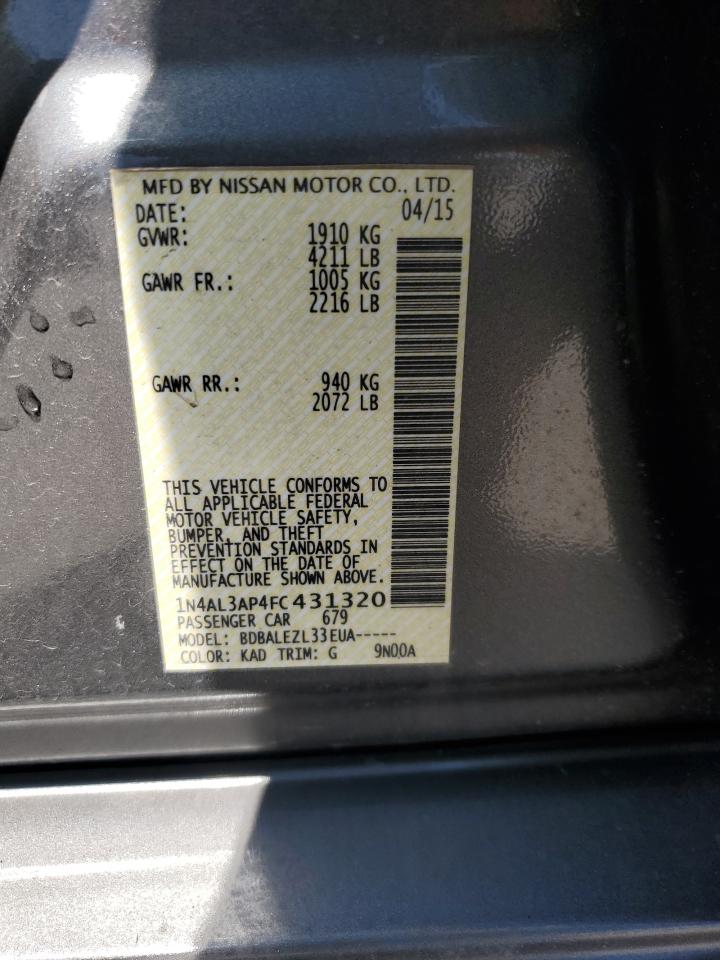 MFD BY NISSAN MOTOR CO., LTD.
DATE: 04/15
GVWR: 1910 KG
4211 LB
GAWR FR.: 1005 KG
2216 LB
GAWR RR.: 940 KG
2072 LB
THIS VEHICLE CONFORMS TO
ALL APPLICABLE FEDERAL
MOTOR VEHICLE SAFETY,
BUMPER, AND THEFT
PREVENTION STANDARDS IN
EFFECT ON THE DATE OF
MANUFACTURE SHOWN ABOVE.
1N4AL3AP4FC431320
PASSENGER CAR 679
MODEL: BDBALEZL33EUA-----
COLOR: KAD TRIM: G 9N00A